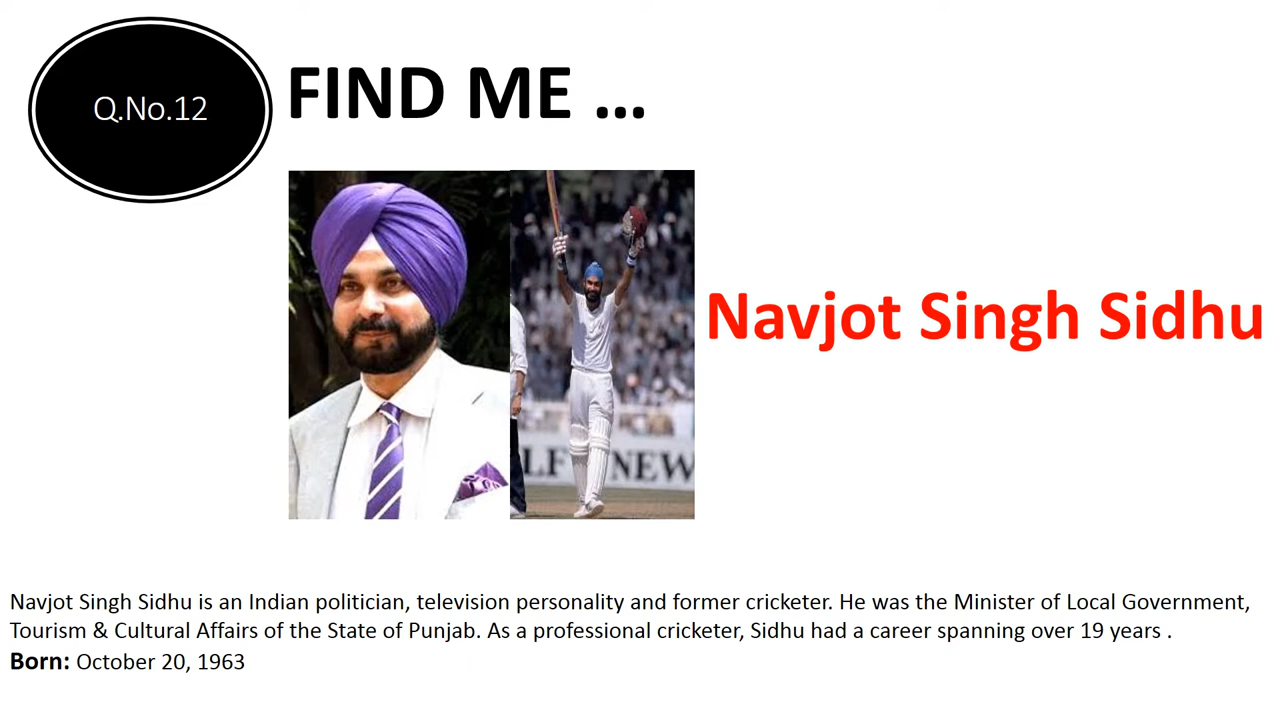 Q.No.12
FIND ME ...
LF NEW
Navjot Singh Sidhu
Navjot Singh Sidhu is an Indian politician, television personality and former cricketer. He was the Minister of Local Government,
Tourism & Cultural Affairs of the State of Punjab. As a professional cricketer, Sidhu had a career spanning over 19 years .
Born: October 20, 1963